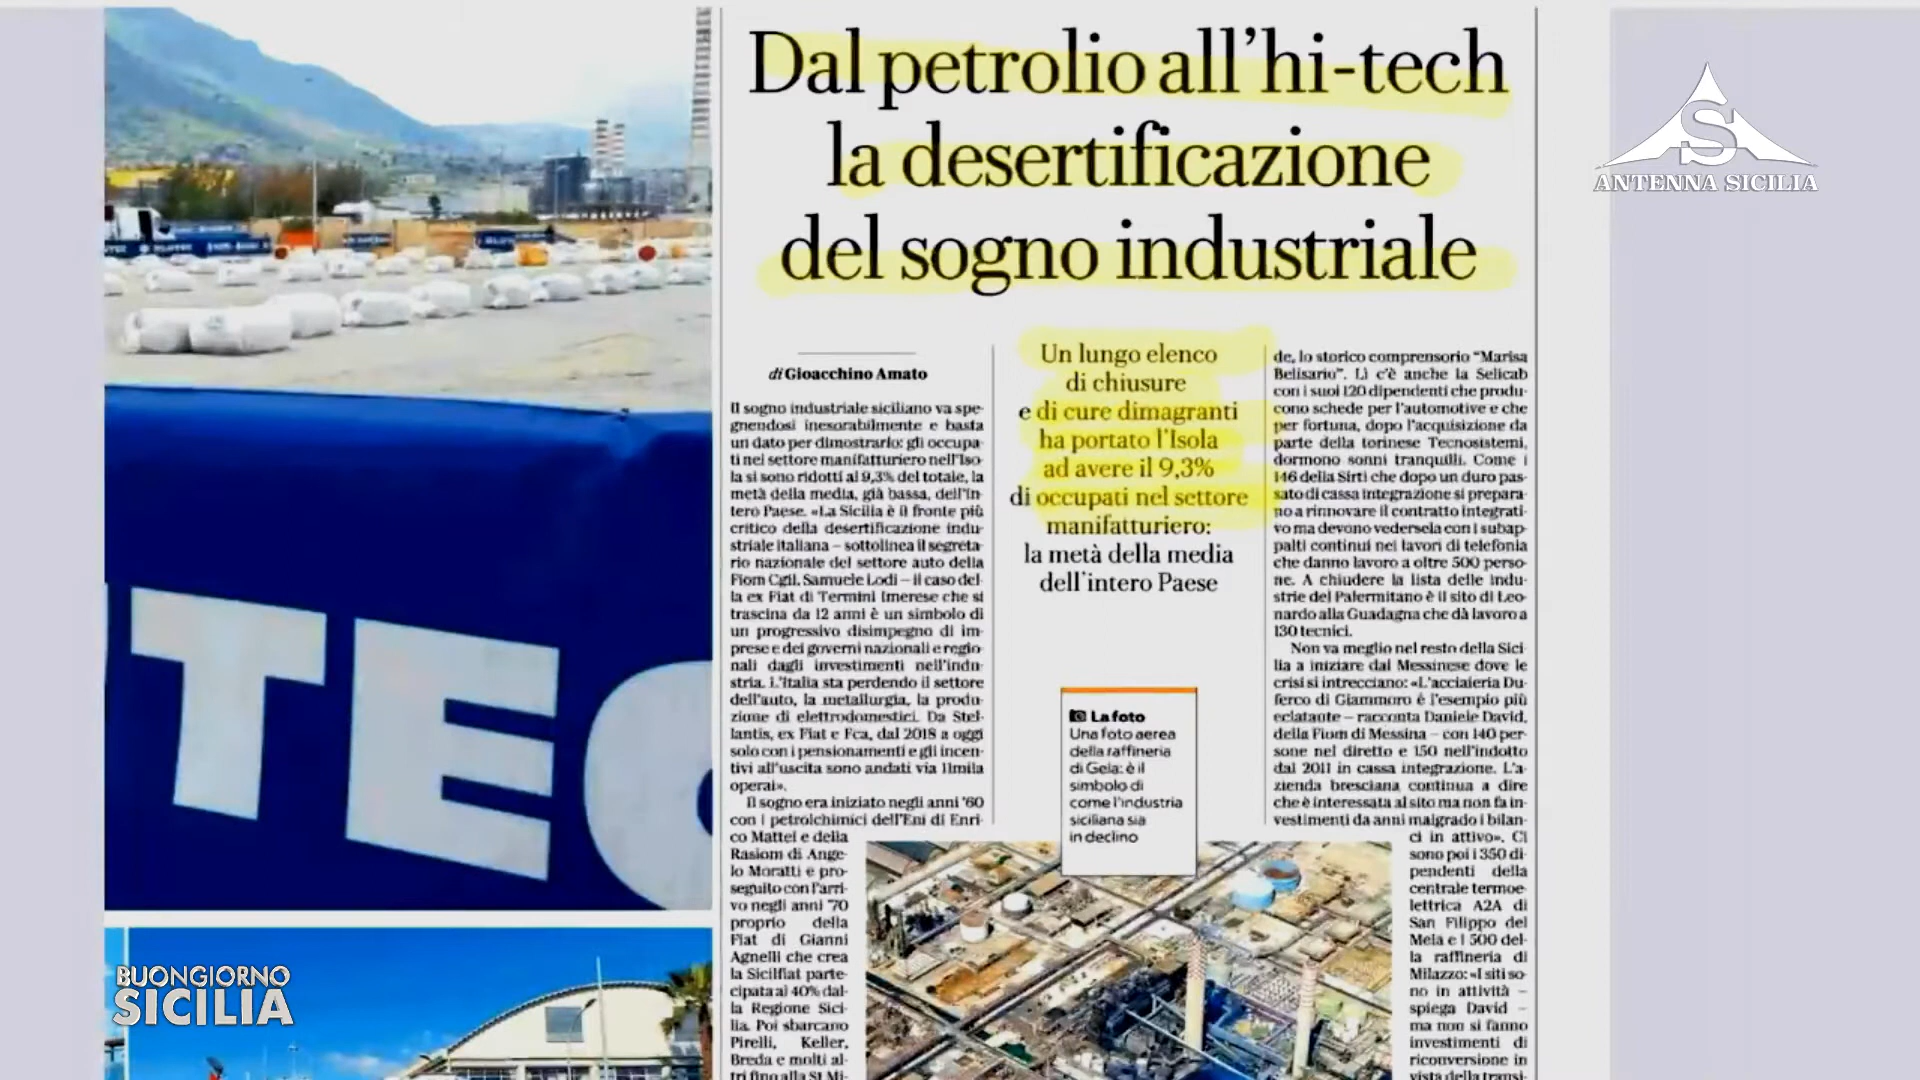 Dal petrolio all'hi-tech
la desertificazione
del sogno industriale
ANTENNA SICILIA
di Gioacchino Amato
Il sogno industriale siciliano va spe-
gnendosi inesorabilmente e basta
un dato per dimostrarlo: gli occupa-
ti nel settore manifatturiero nell'Iso-
la si sono ridotti al 9,3% del totale, la
metà della media, già bassa, dell'in-
tero Paese. «La Sicilia è il fronte più
critico della desertificazione indu-
striale italiana – sottolinea il segreta-
rio nazionale del settore auto della
Fiom Cgil, Samuele Lodi – il caso del-
la ex Fiat di Termini Imerese che si
trascina da 12 anni è un simbolo di
un progressivo disimpegno di im-
prese e dei governi nazionali e regio-
nali dagli investimenti nell'indu-
stria. L'Italia sta perdendo il settore
dell'auto, la metallurgia, la produ-
zione di elettrodomestici. Da Stel-
lantis, ex Fiat e Fca, dal 2018 a oggi
solo con i pensionamenti e gli incen-
tivi all'uscita sono andati via 11mila
operai».
Il sogno era iniziato negli anni '60
con i petrolchimici dell'Eni di Enri-
co Mattei e della
Rasiom di Ange-
lo Moratti e pro-
seguito con l'arri-
vo negli anni '70
proprio della
Fiat di Gianni
Agnelli che crea
la Sicilfiat parte-
cipata al 40% dal-
la Regione Sici-
lia. Poi sbarcano
Pirelli, Keller,
Breda e molti al-
tri fino alla St Mi-
Un lungo elenco
di chiusure
e di cure dimagranti
ha portato l'Isola
ad avere il 9,3%
di occupati nel settore
manifatturiero:
la metà della media
dell'intero Paese
La foto
Una foto aerea
della raffineria
di Gela: è il
simbolo di
come l'industria
siciliana sia
in declino
de, lo storico comprensorio "Marisa
Belisario". Lì c'è anche la Selicab
con i suoi 120 dipendenti che produ-
cono schede per l'automotive e che
per fortuna, dopo l'acquisizione da
parte della torinese Tecnosistemi,
dormono sonni tranquilli. Come i
146 della Sirti che dopo un duro pas-
sato di cassa integrazione si prepara-
no a rinnovare il contratto integrati-
vo ma devono vedersela con i subap-
palti continui nei lavori di telefonia
che danno lavoro a oltre 500 perso-
ne. A chiudere la lista delle indu-
strie del Palermitano è il sito di Leo-
nardo alla Guadagna che dà lavoro a
130 tecnici.
Non va meglio nel resto della Sici-
lia a iniziare dal Messinese dove le
crisi si intrecciano: «L'acciaieria Du-
ferco di Giammoro è l'esempio più
eclatante – racconta Daniele David,
della Fiom di Messina – con 140 per-
sone nel diretto e 150 nell'indotto
dal 2011 in cassa integrazione. L'a-
zienda bresciana continua a dire
che è interessata al sito ma non fa in-
vestimenti da anni malgrado i bilan-
ci in attivo». Ci
sono poi i 350 di-
pendenti della
centrale termoe-
lettrica A2A di
San Filippo del
Mela e i 500 del-
la raffineria di
Milazzo: «I siti so-
no in attività –
spiega David –
ma non si fanno
investimenti di
riconversione in
vista della transi-
TEC
BUONGIORNO
SICILIA